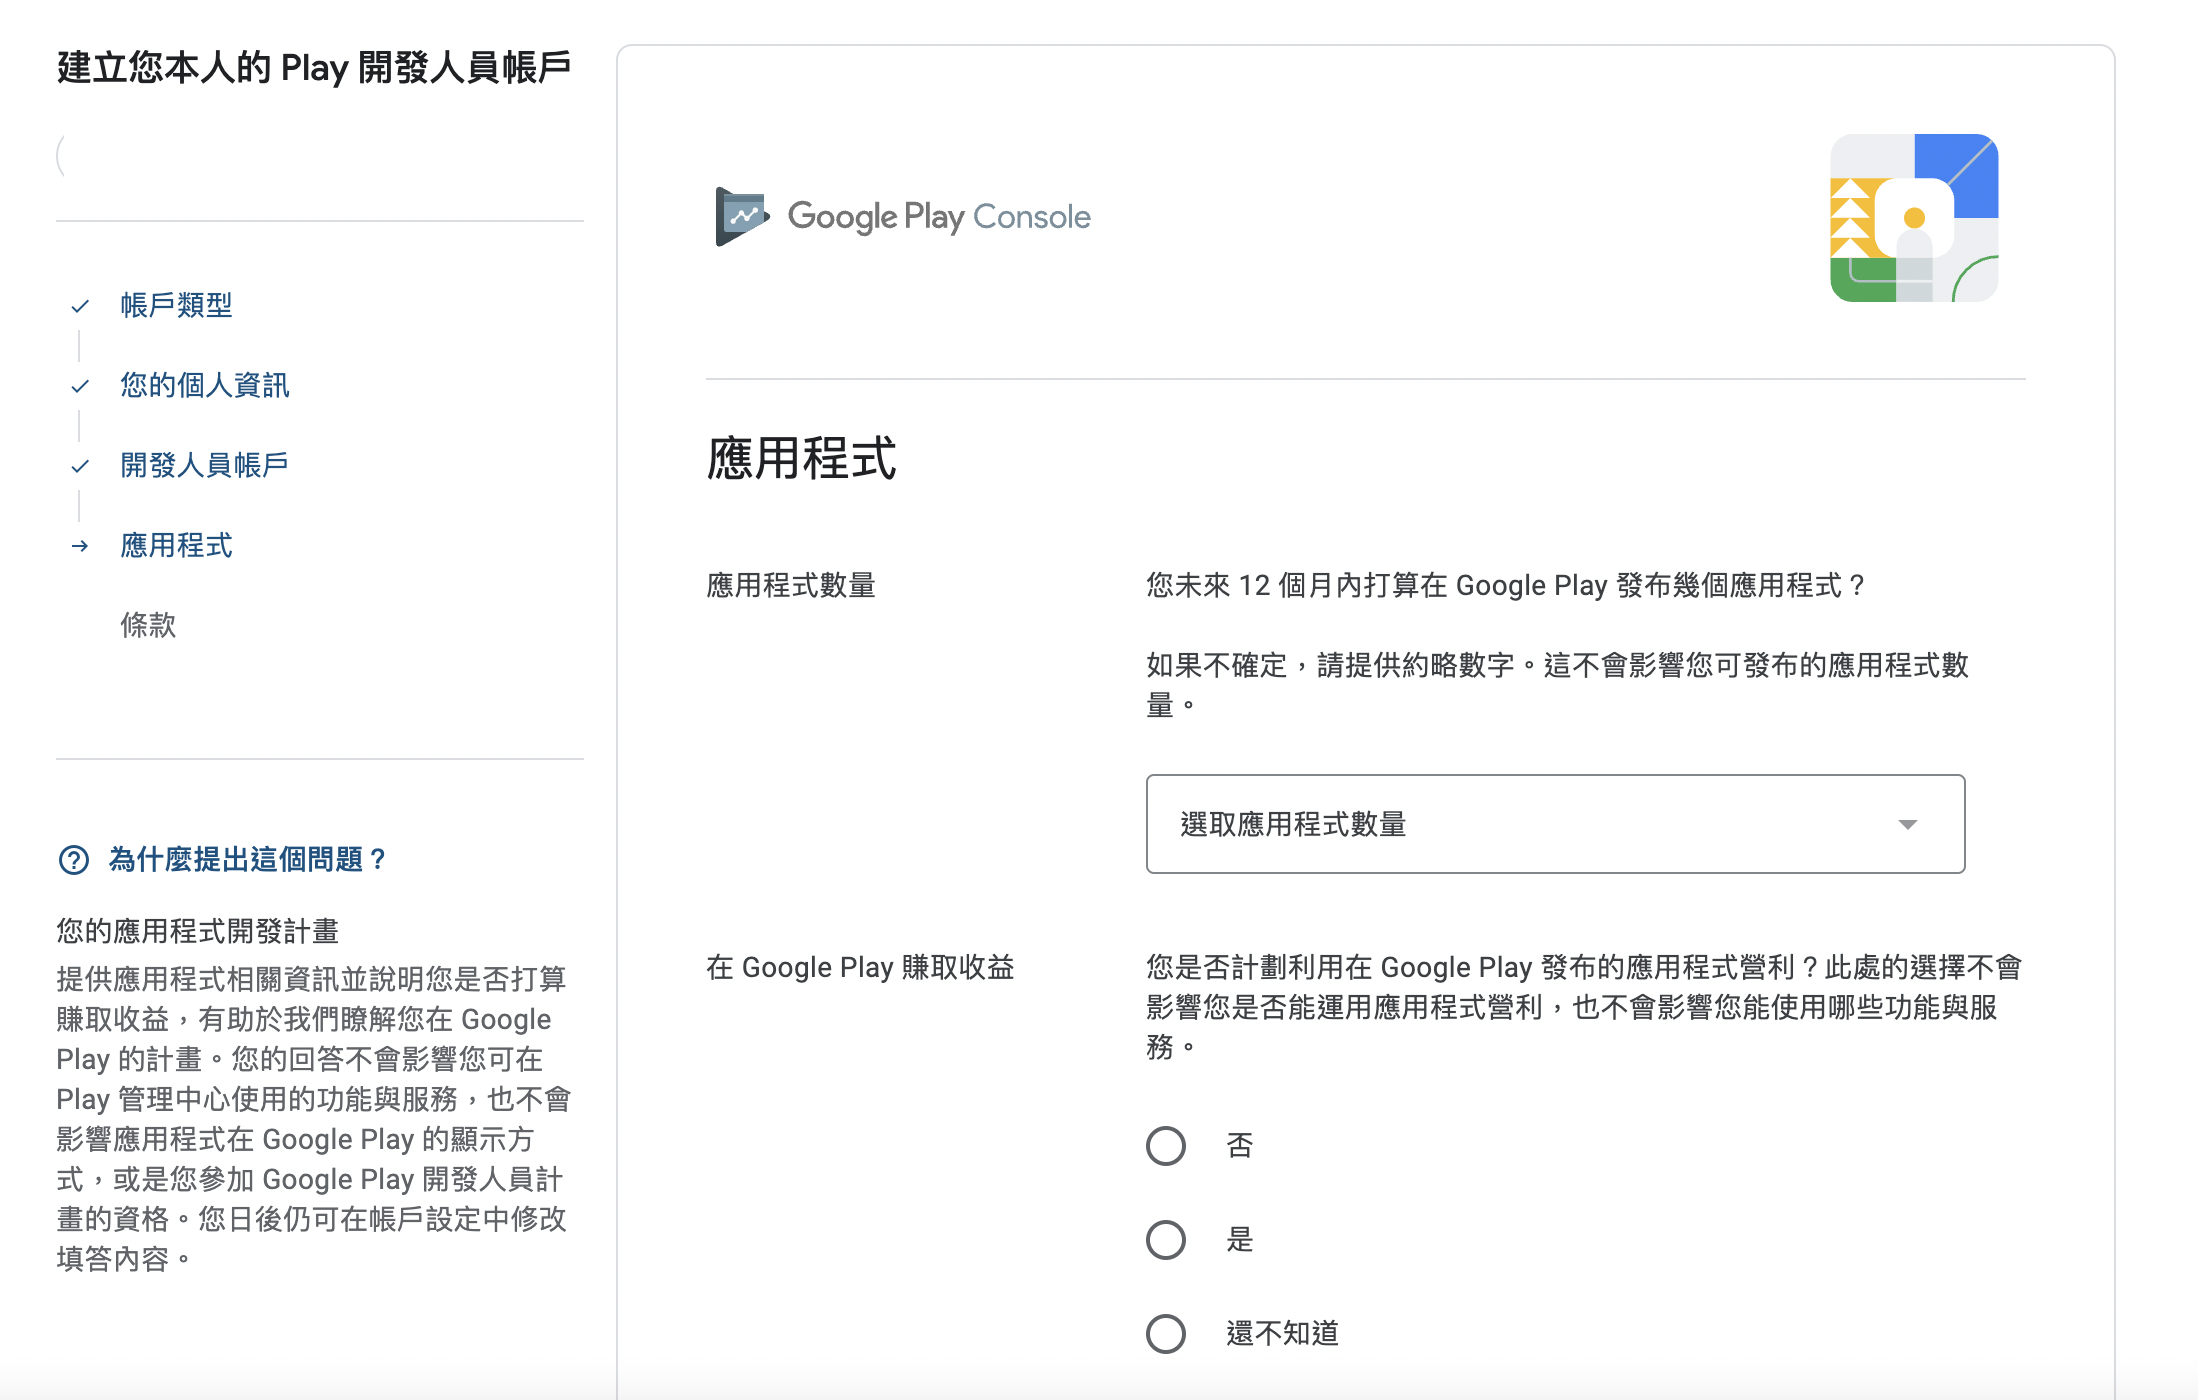 建立您本人的 Play 開發人員帳戶
帳戶類型
您的個人資訊
開發人員帳戶
應用程式
條款
為什麼提出這個問題？
您的應用程式開發計畫
提供應用程式相關資訊並說明您是否打算
賺取收益，有助於我們瞭解您在 Google
Play 的計畫。您的回答不會影響您可在
Play 管理中心使用的功能與服務，也不會
影響應用程式在 Google Play 的顯示方
式，或是您參加 Google Play 開發人員計
畫的資格。您日後仍可在帳戶設定中修改
填答內容。
Google Play Console
應用程式
應用程式數量
您未來 12 個月內打算在 Google Play 發布幾個應用程式？
如果不確定，請提供約略數字。這不會影響您可發布的應用程式數
量。
選取應用程式數量
在 Google Play 賺取收益
您是否計劃利用在 Google Play 發布的應用程式營利？此處的選擇不會
影響您是否能運用應用程式營利，也不會影響您能使用哪些功能與服
務。
否
是
還不知道